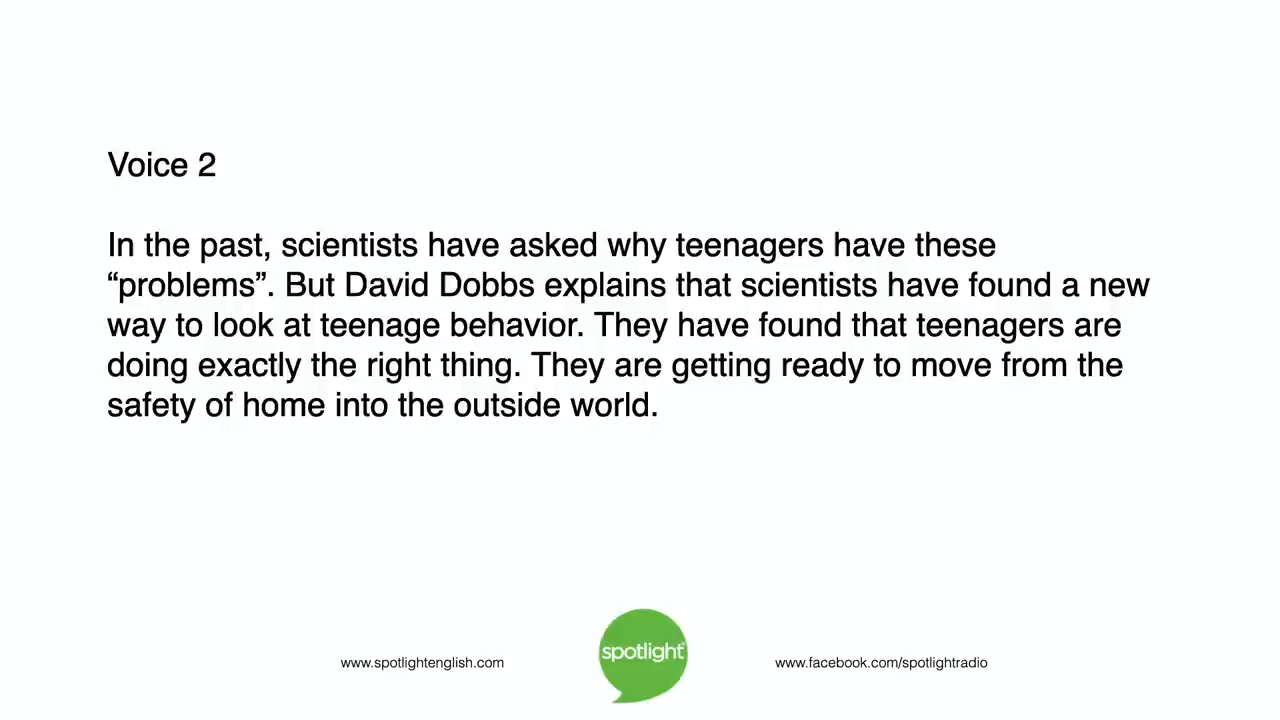 Voice 2
In the past, scientists have asked why teenagers have these
“problems”. But David Dobbs explains that scientists have found a new
way to look at teenage behavior. They have found that teenagers are
doing exactly the right thing. They are getting ready to move from the
safety of home into the outside world.
www.spotlightenglish.com
spotlight®
www.facebook.com/spotlightradio